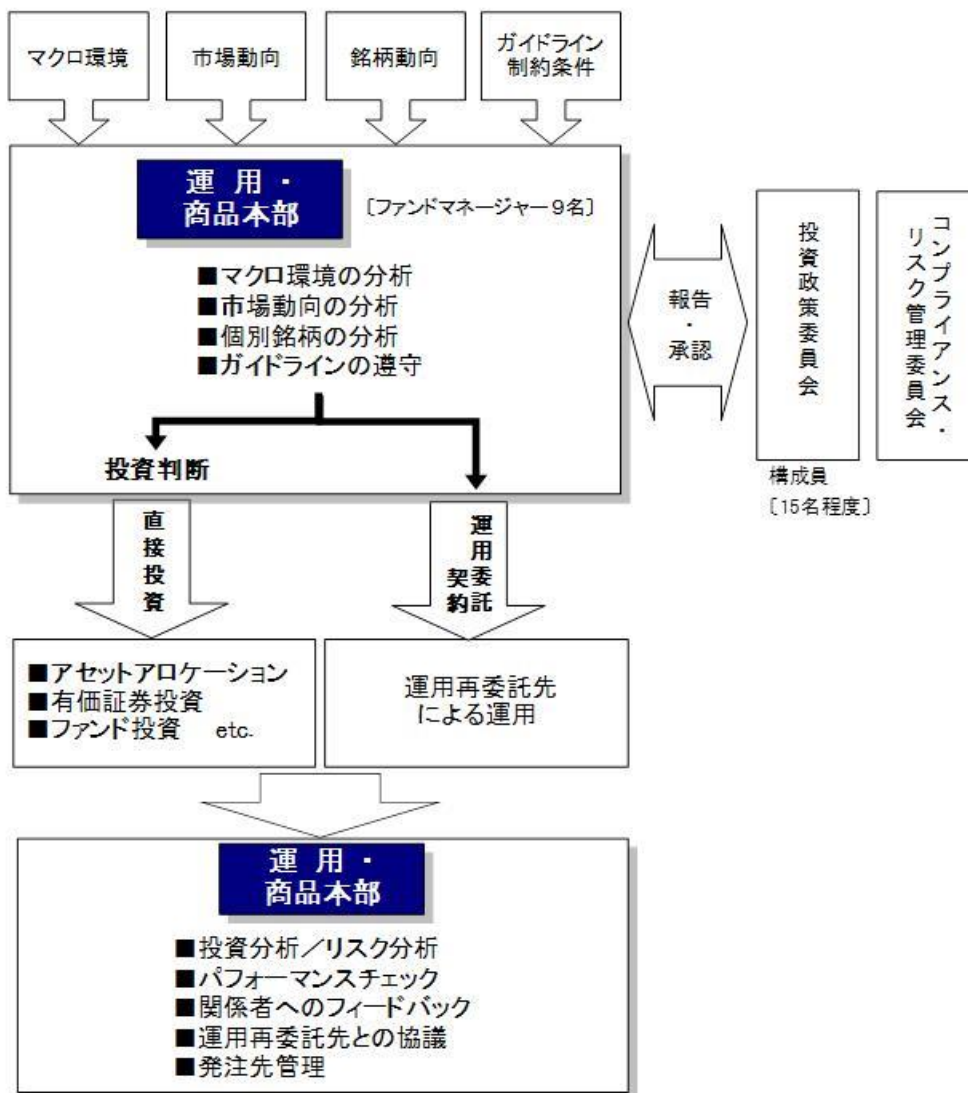 マクロ環境
市場動向
銘柄動向
ガイドライン
制約条件
運 用 ・
商品本部
〔ファンドマネージャー9名〕
■マクロ環境の分析
■市場動向の分析
■個別銘柄の分析
■ガイドラインの遵守
投資判断
報告
・
承認
投資政策委員会
コンプライアンス・
リスク管理委員会
構成員
〔15名程度〕
直接投資
運用委託
契約
■アセットアロケーション
■有価証券投資
■ファンド投資 etc.
運用再委託先
による運用
運 用 ・
商品本部
■投資分析／リスク分析
■パフォーマンスチェック
■関係者へのフィードバック
■運用再委託先との協議
■発注先管理